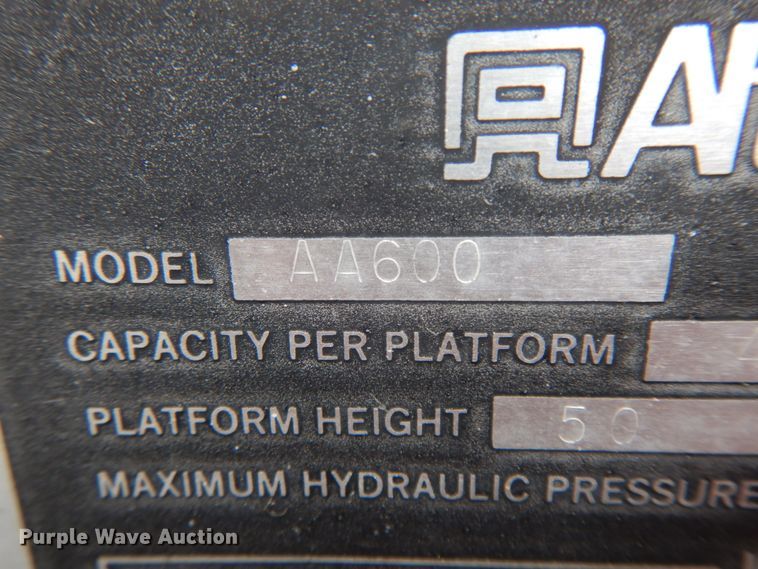 MODEL AA600
CAPACITY PER PLATFORM
PLATFORM HEIGHT 50
MAXIMUM HYDRAULIC PRESSURE
Purple Wave Auction